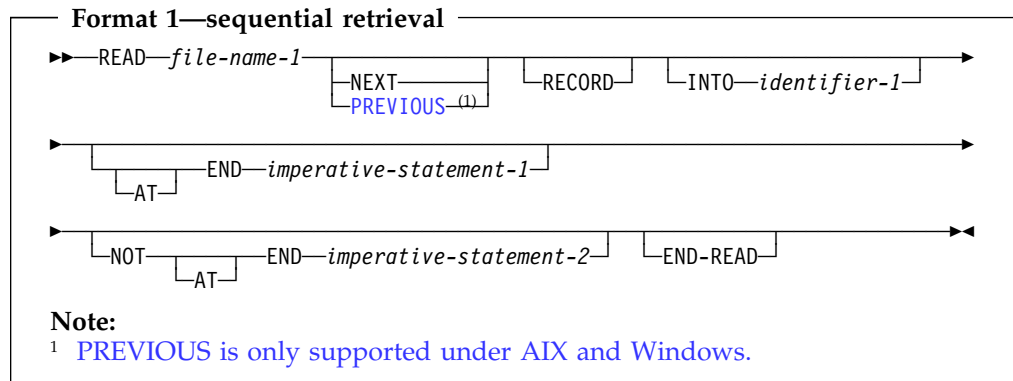 Format 1—sequential retrieval
READ file-name-1 NEXT RECORD INTO identifier-1
PREVIOUS (1)
END imperative-statement-1
AT
NOT END imperative-statement-2 END-READ
AT
Note:
1 PREVIOUS is only supported under AIX and Windows.